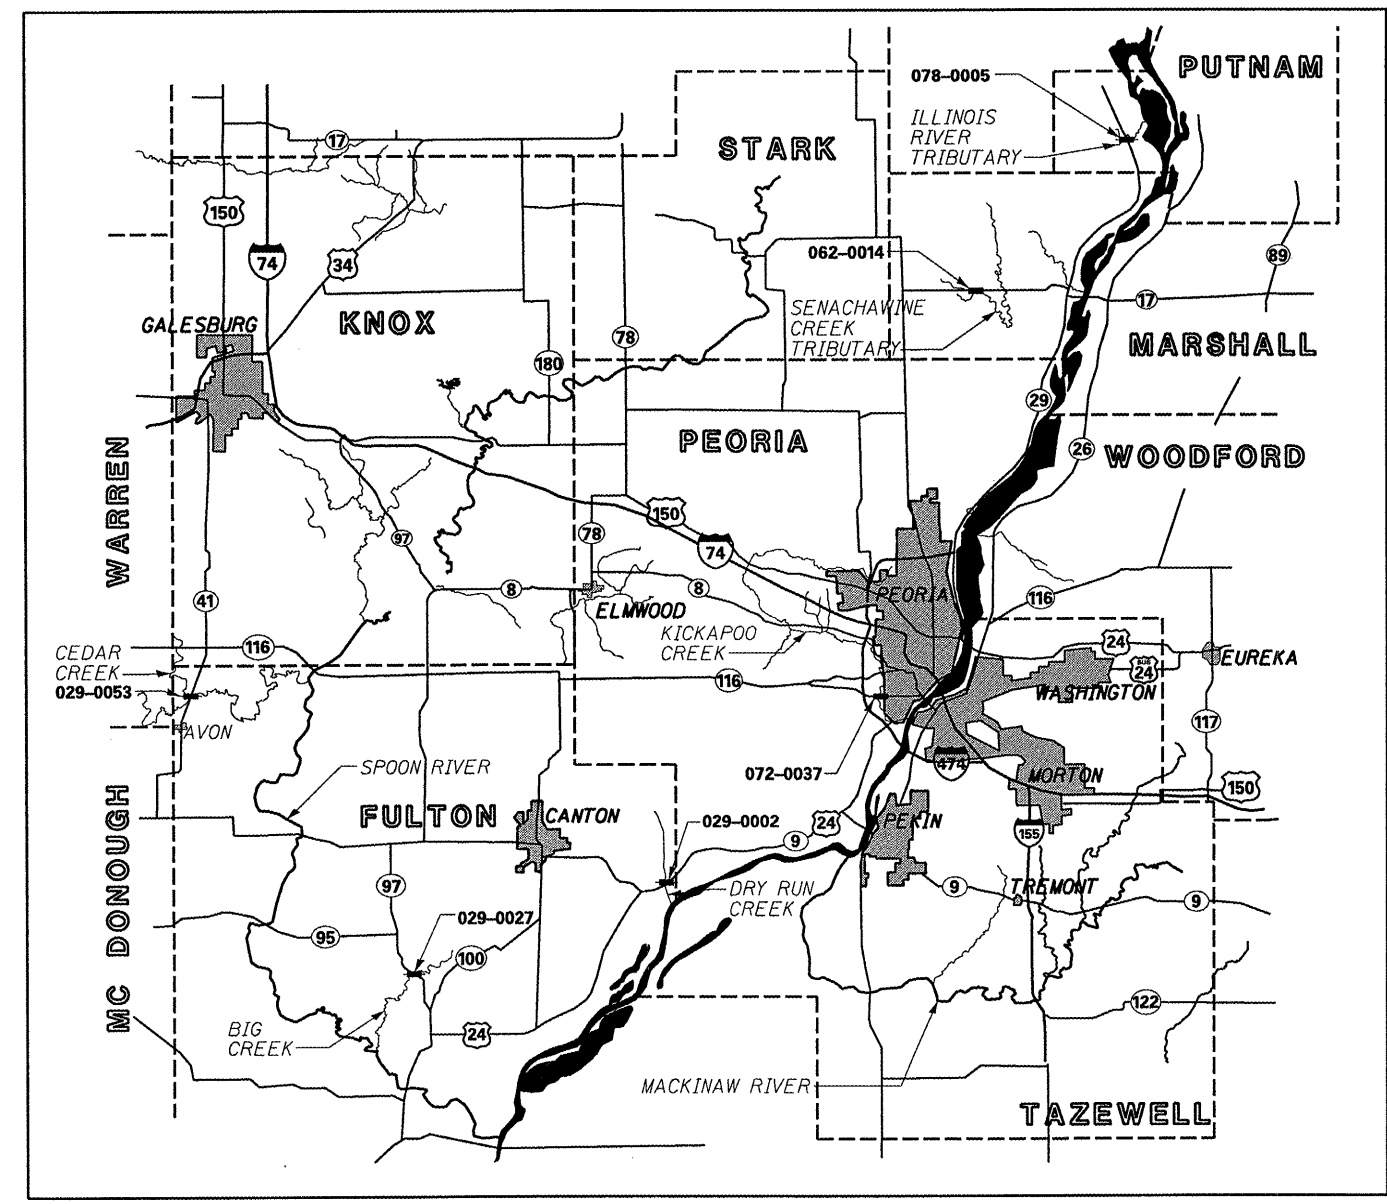 PUTNAM
078-0005
ILLINOIS
RIVER
TRIBUTARY
17
STARK
150
74
34
062-0014
89
SENACHAWINE
CREEK
TRIBUTARY
17
GALESBURG
KNOX
78
180
MARSHALL
29
26
PEORIA
WOODFORD
WARREN
150
97
78
74
8
8
41
ELMWOOD
PEORIA
116
KICKAPOO
CREEK
24
116
CEDAR
CREEK
029-0053
BUS
24
EUREKA
116
WASHINGTON
AVON
117
SPOON RIVER
072-0037
474
MORTON
150
MC DONOUGH
FULTON
CANTON
029-0002
24
PEKIN
9
155
97
DRY RUN
CREEK
9
TREMONT
9
029-0027
95
100
122
BIG
CREEK
24
MACKINAW RIVER
TAZEWELL